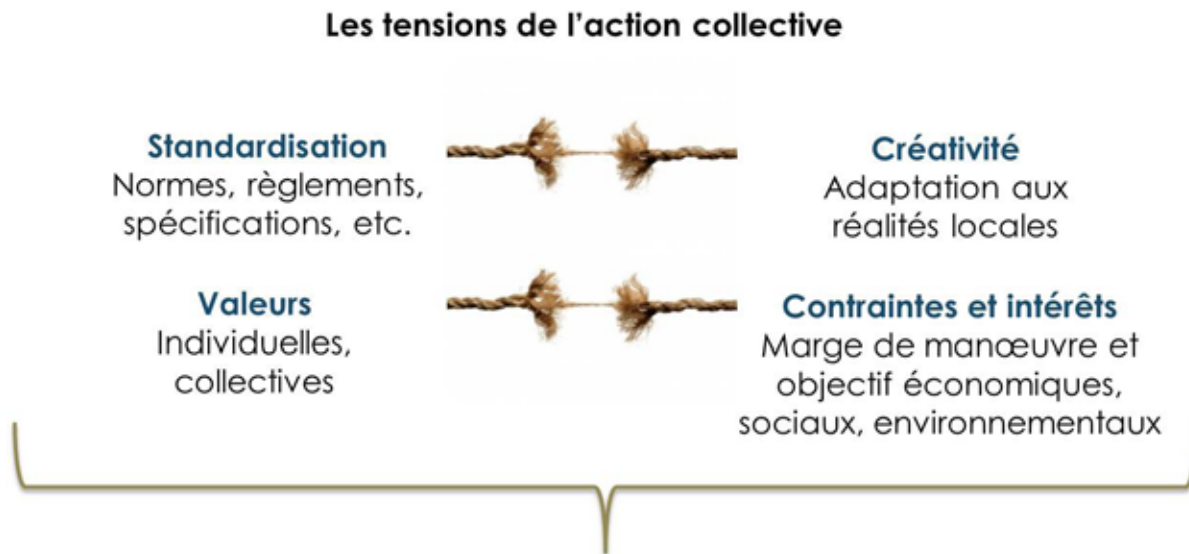 Les tensions de l'action collective
Standardisation
Normes, règlements,
spécifications, etc.
Créativité
Adaptation aux
réalités locales
Valeurs
Individuelles,
collectives
Contraintes et intérêts
Marge de manœuvre et
objectif économiques,
sociaux, environnementaux